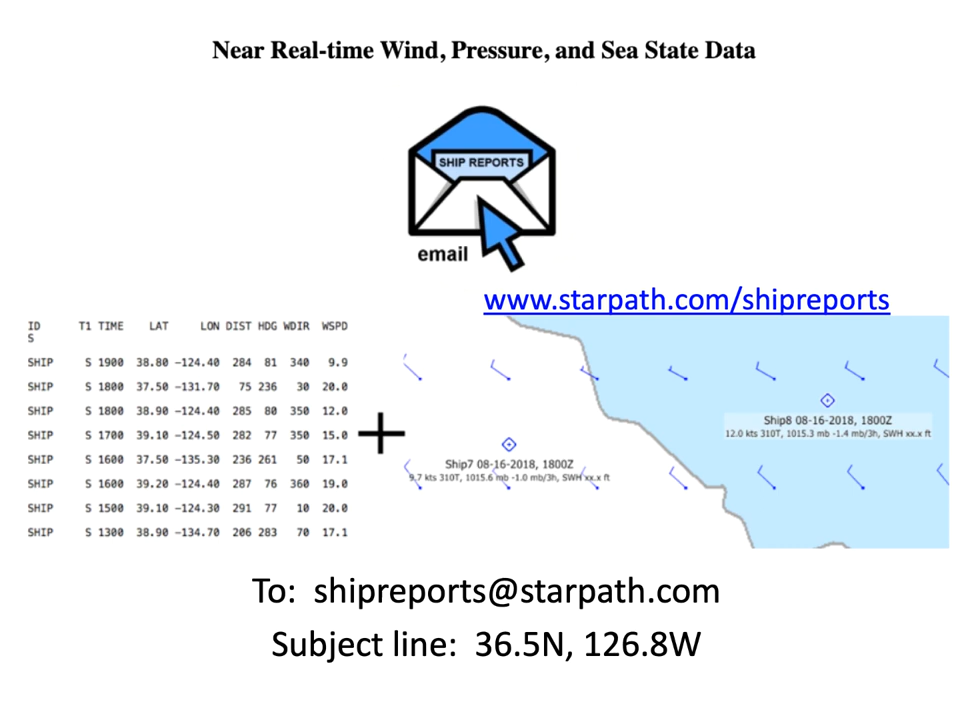 Near Real-time Wind, Pressure, and Sea State Data
SHIP REPORTS
email
www.starpath.com/shipreports
ID T1 TIME LAT LON DIST HDG WDIR WSPD
S
SHIP S 1900 38.80 -124.40 284 81 340 9.9
SHIP S 1800 37.50 -131.70 75 236 30 20.0
SHIP S 1800 38.90 -124.40 285 80 350 12.0
SHIP S 1700 39.10 -124.50 282 77 350 15.0
SHIP S 1600 37.50 -135.30 236 261 50 17.1
SHIP S 1600 39.20 -124.40 287 76 360 19.0
SHIP S 1500 39.10 -124.30 291 77 10 20.0
SHIP S 1300 38.90 -134.70 206 283 70 17.1
Ship8 08-16-2018, 1800Z
12.0 kts 310T, 1015.3 mb -1.4 mb/3h, SWH xx.x ft
Ship7 08-16-2018, 1800Z
9.7 kts 310T, 1015.6 mb -1.0 mb/3h, SWH xx.x ft
To: shipreports@starpath.com
Subject line: 36.5N, 126.8W